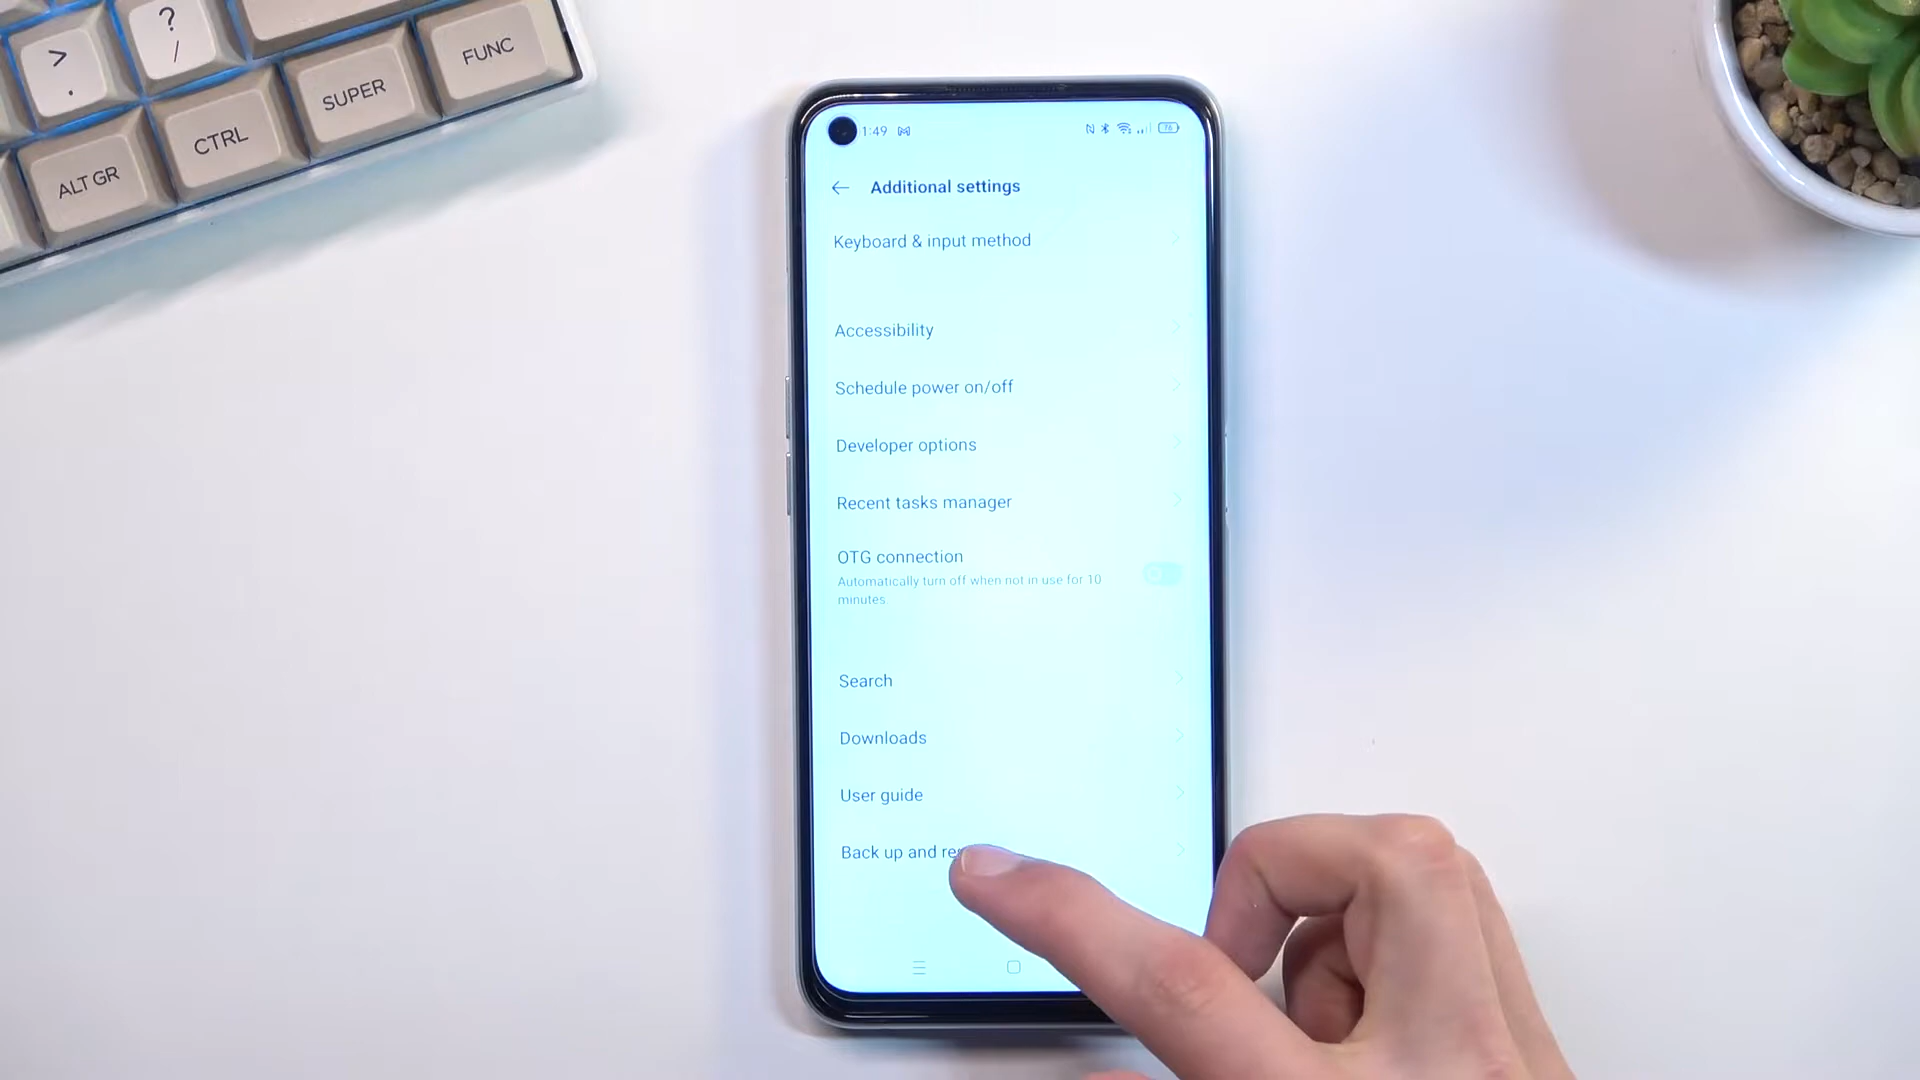 >
.
?
/
FUNC
SUPER
CTRL
ALT GR
1:49
76
Additional settings
Keyboard & input method
Accessibility
Schedule power on/off
Developer options
Recent tasks manager
OTG connection
Automatically turn off when not in use for 10
minutes.
Search
Downloads
User guide
Back up and